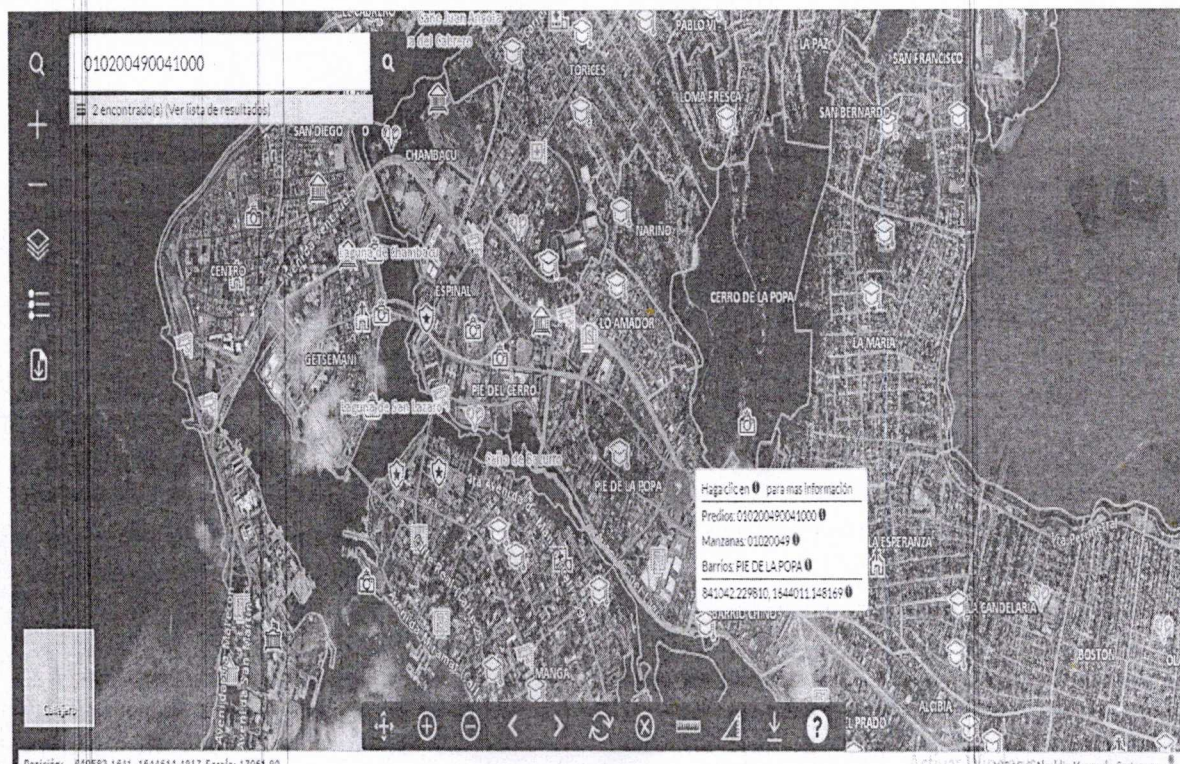 PABLO VI
LA PAZ
SAN FRANCISCO
010200490041000
TORICES
2 encontrado(s) (Ver lista de resultados)
LOMA FRESCA
SAN BERNARDO
SAN DIEGO
CHAMBACU
NARIÑO
Laguna de Chambacu
CENTRO
ESPINAL
CERRO DE LA POPA
LO AMADOR
LA MARIA
GETSEMANI
PIE DEL CERRO
Laguna de San Lazaro
PIE DE LA POPA
Haga clic en para mas información
Predios: 010200490041000
Manzanas: 01020049
Barrios: PIE DE LA POPA
841042.229810, 1644011.148169
LA ESPERANZA
BARRIO CHINO
LA CANDELARIA
BOSTON
MANGA
ALCIBIA
EL PRADO